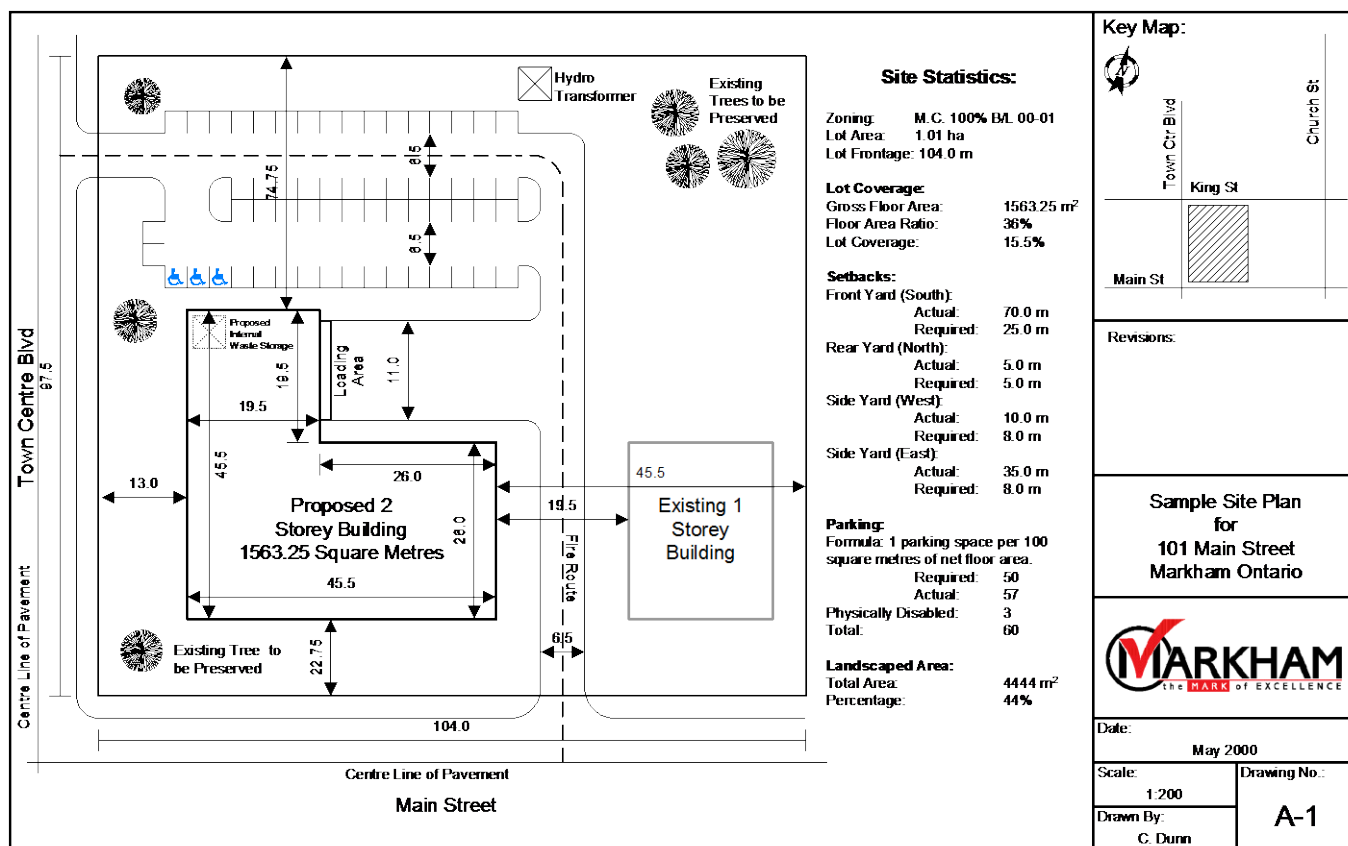 Hydro
Transformer
Existing
Trees to be
Preserved
74.75
6.5
6.5
Town Centre Blvd
97.5
Centre Line of Pavement
Proposed
Internal
Waste Storage
19.5
Loading
Area
11.0
19.5
45.5
26.0
45.5
13.0
19.5
Proposed 2
Storey Building
1563.25 Square Metres
26.0
Existing 1
Storey
Building
45.5
Fire Route
Existing Tree to
be Preserved
22.75
6.5
104.0
Centre Line of Pavement
Main Street
Site Statistics:
Zoning: M.C. 100% B/L 00-01
Lot Area: 1.01 ha
Lot Frontage: 104.0 m
Lot Coverage:
Gross Floor Area: 1563.25 m²
Floor Area Ratio: 36%
Lot Coverage: 15.5%
Setbacks:
Front Yard (South):
Actual: 70.0 m
Required: 25.0 m
Rear Yard (North):
Actual: 5.0 m
Required: 5.0 m
Side Yard (West):
Actual: 10.0 m
Required: 8.0 m
Side Yard (East):
Actual: 35.0 m
Required: 8.0 m
Parking:
Formula: 1 parking space per 100
square metres of net floor area.
Required: 50
Actual: 57
Physically Disabled: 3
Total: 60
Landscaped Area:
Total Area: 4444 m²
Percentage: 44%
Key Map:
N
Town Ctr Blvd
Church St
King St
Main St
Revisions:
Sample Site Plan
for
101 Main Street
Markham Ontario
MARKHAM
the MARK of EXCELLENCE
Date:
May 2000
Scale:
1:200
Drawing No.:
A-1
Drawn By:
C. Dunn